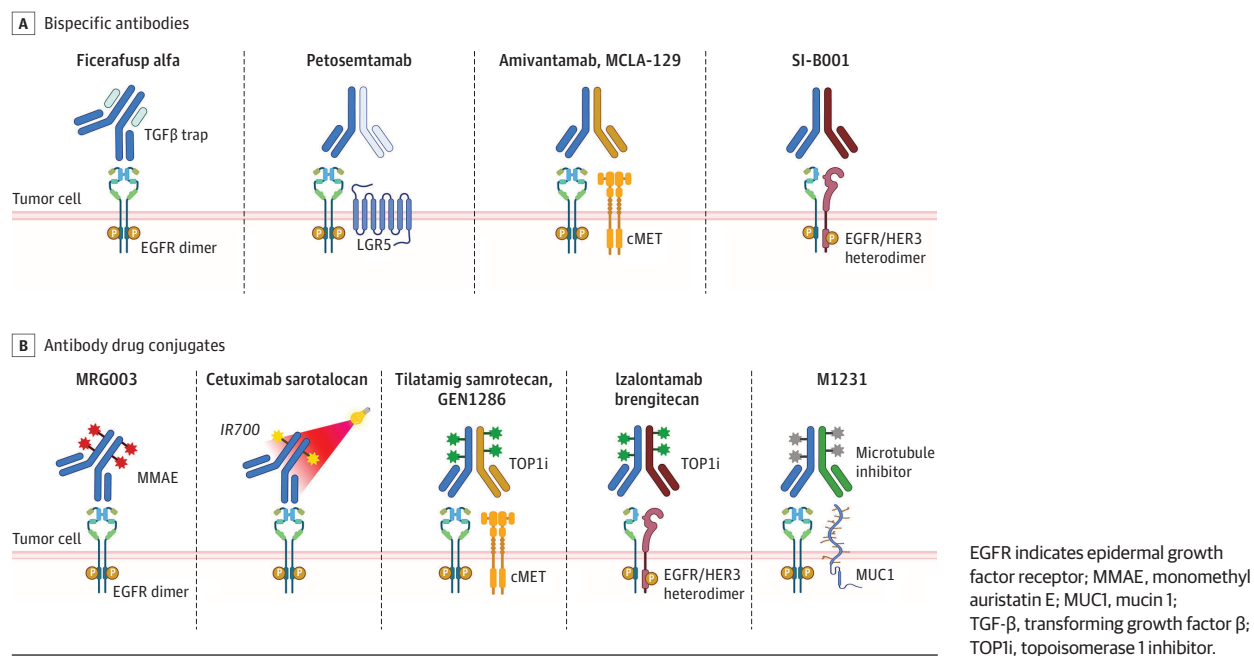 A Bispecific antibodies
Ficerafusp alfa
Petosemtamab
Amivantamab, MCLA-129
SI-B001
TGFβ trap
Tumor cell
P P
EGFR dimer
P P
LGR5
P P
cMET
P
EGFR/HER3
heterodimer
B Antibody drug conjugates
MRG003
Cetuximab sarotalocan
Tilatamig samrotecan,
GEN1286
Izalontamab
brengitecan
M1231
MMAE
IR700
TOP1i
TOP1i
Microtubule
inhibitor
Tumor cell
P P
EGFR dimer
P P
P P
cMET
P
EGFR/HER3
heterodimer
P P
MUC1
EGFR indicates epidermal growth
factor receptor; MMAE, monomethyl
auristatin E; MUC1, mucin 1;
TGF-β, transforming growth factor β;
TOP1i, topoisomerase 1 inhibitor.